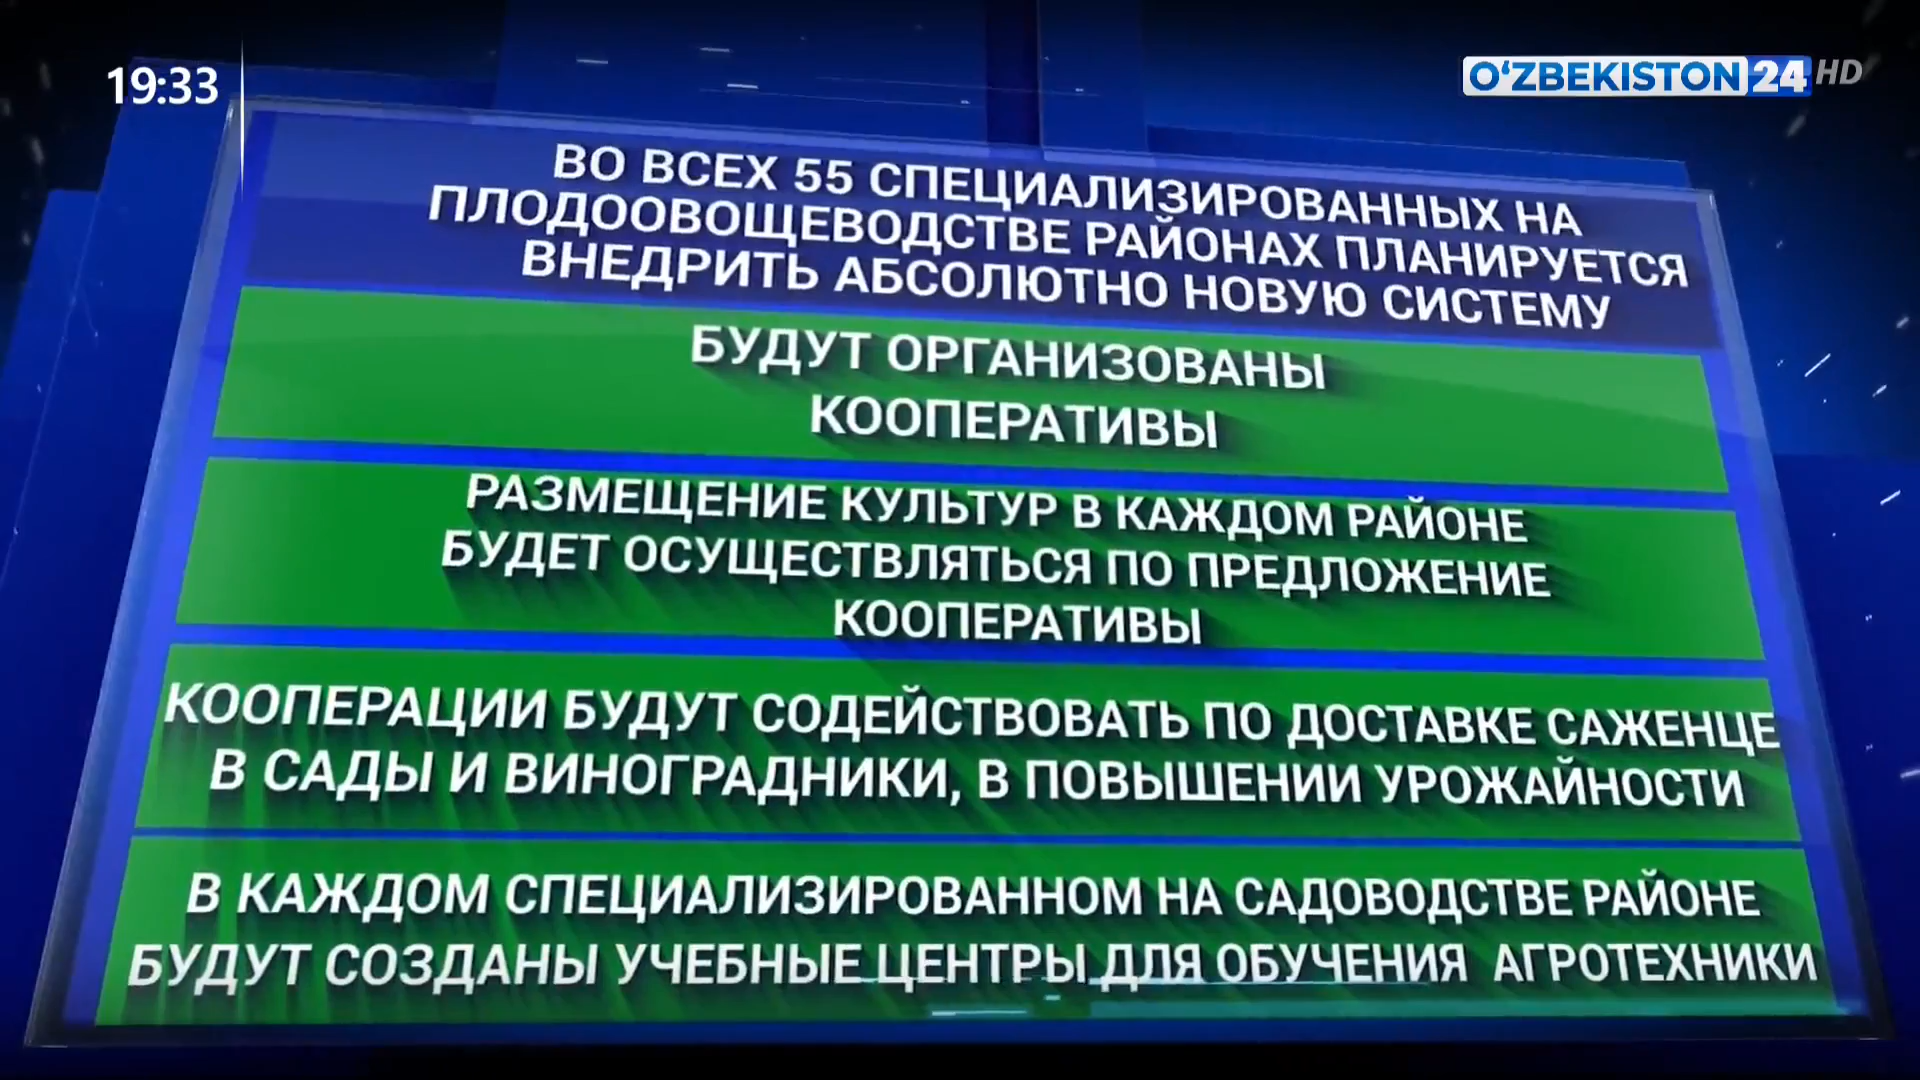 19:33
O‘ZBEKISTON 24 HD
ВО ВСЕХ 55 СПЕЦИАЛИЗИРОВАННЫХ НА
ПЛОДООВОЩЕВОДСТВЕ РАЙОНАХ ПЛАНИРУЕТСЯ
ВНЕДРИТЬ АБСОЛЮТНО НОВУЮ СИСТЕМУ
БУДУТ ОРГАНИЗОВАНЫ
КООПЕРАТИВЫ
РАЗМЕЩЕНИЕ КУЛЬТУР В КАЖДОМ РАЙОНЕ
БУДЕТ ОСУЩЕСТВЛЯТЬСЯ ПО ПРЕДЛОЖЕНИЕ
КООПЕРАТИВЫ
КООПЕРАЦИИ БУДУТ СОДЕЙСТВОВАТЬ ПО ДОСТАВКЕ САЖЕНЦЕ
В САДЫ И ВИНОГРАДНИКИ, В ПОВЫШЕНИИ УРОЖАЙНОСТИ
В КАЖДОМ СПЕЦИАЛИЗИРОВАННОМ НА САДОВОДСТВЕ РАЙОНЕ
БУДУТ СОЗДАНЫ УЧЕБНЫЕ ЦЕНТРЫ ДЛЯ ОБУЧЕНИЯ АГРОТЕХНИКИ